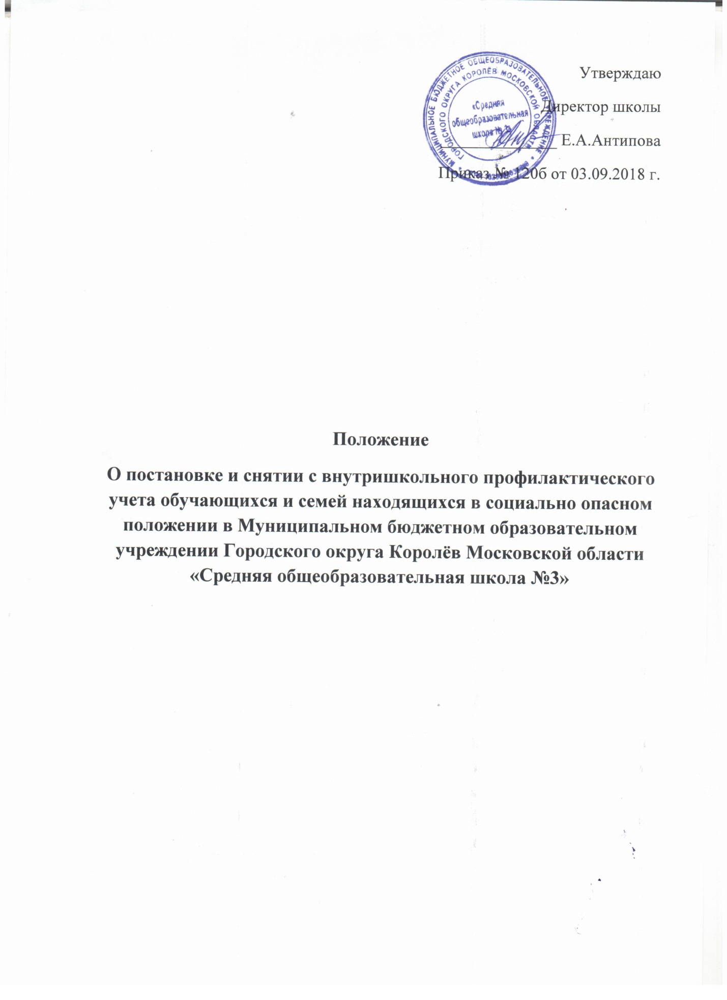 Утверждаю
Директор школы
Е.А.Антипова
Приказ № 120б от 03.09.2018 г.
МУНИЦИПАЛЬНОЕ БЮДЖЕТНОЕ ОБЩЕОБРАЗОВАТЕЛЬНОЕ УЧРЕЖДЕНИЕ
ГОРОДСКОГО ОКРУГА КОРОЛЁВ МОСКОВСКОЙ ОБЛАСТИ
«Средняя
общеобразовательная
школа № 3»
Положение
О постановке и снятии с внутришкольного профилактического
учета обучающихся и семей находящихся в социально опасном
положении в Муниципальном бюджетном образовательном
учреждении Городского округа Королёв Московской области
«Средняя общеобразовательная школа №3»